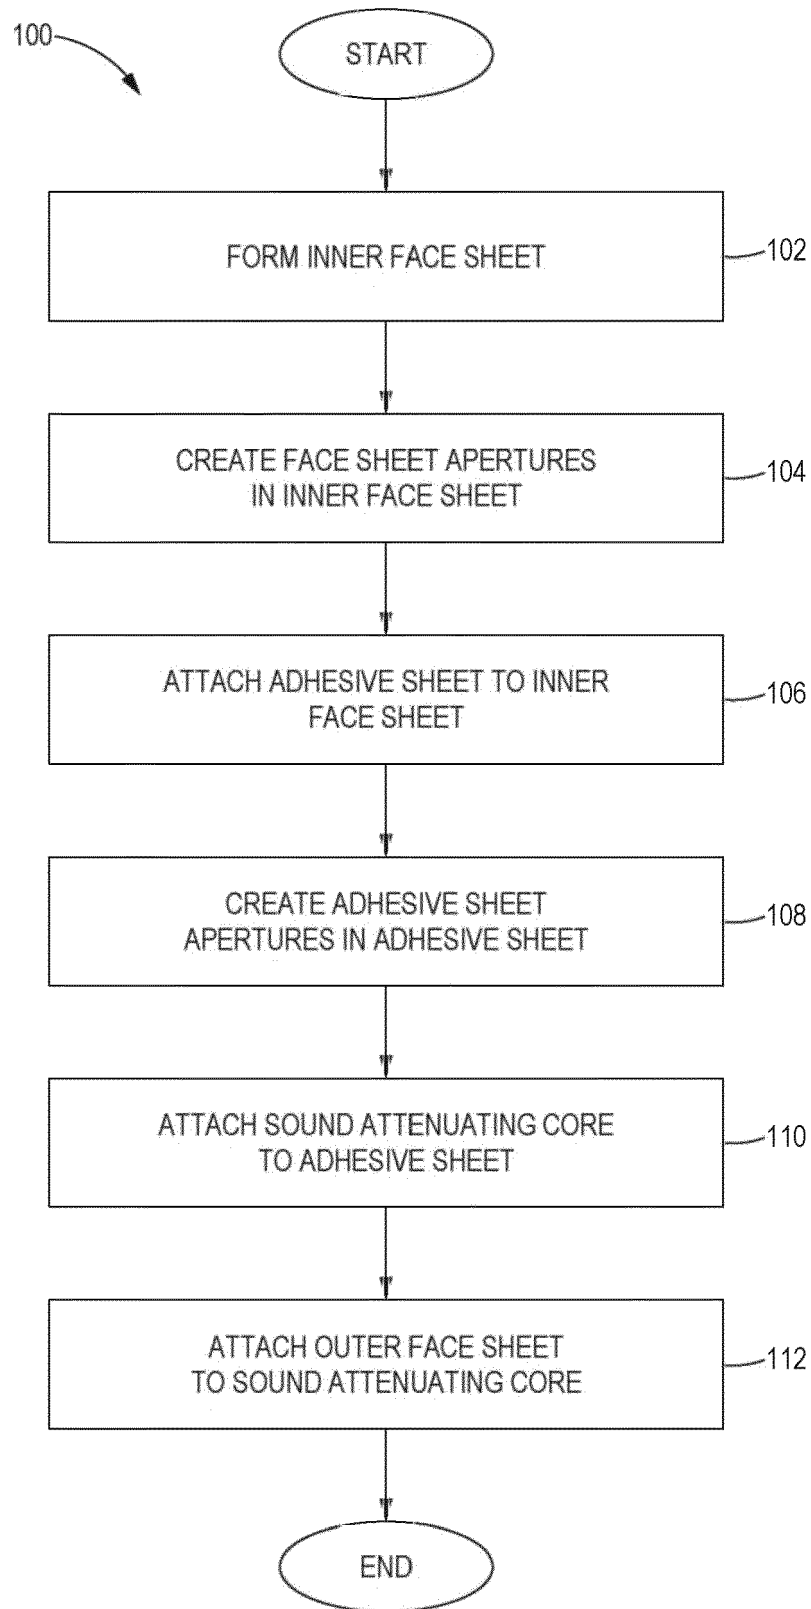 100
START
FORM INNER FACE SHEET
102
CREATE FACE SHEET APERTURES
IN INNER FACE SHEET
104
ATTACH ADHESIVE SHEET TO INNER
FACE SHEET
106
CREATE ADHESIVE SHEET
APERTURES IN ADHESIVE SHEET
108
ATTACH SOUND ATTENUATING CORE
TO ADHESIVE SHEET
110
ATTACH OUTER FACE SHEET
TO SOUND ATTENUATING CORE
112
END